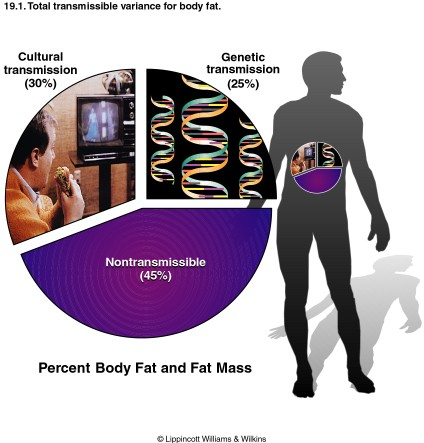 19.1. Total transmissible variance for body fat.
Cultural
transmission
(30%)
Genetic
transmission
(25%)
Nontransmissible
(45%)
Percent Body Fat and Fat Mass
© Lippincott Williams & Wilkins